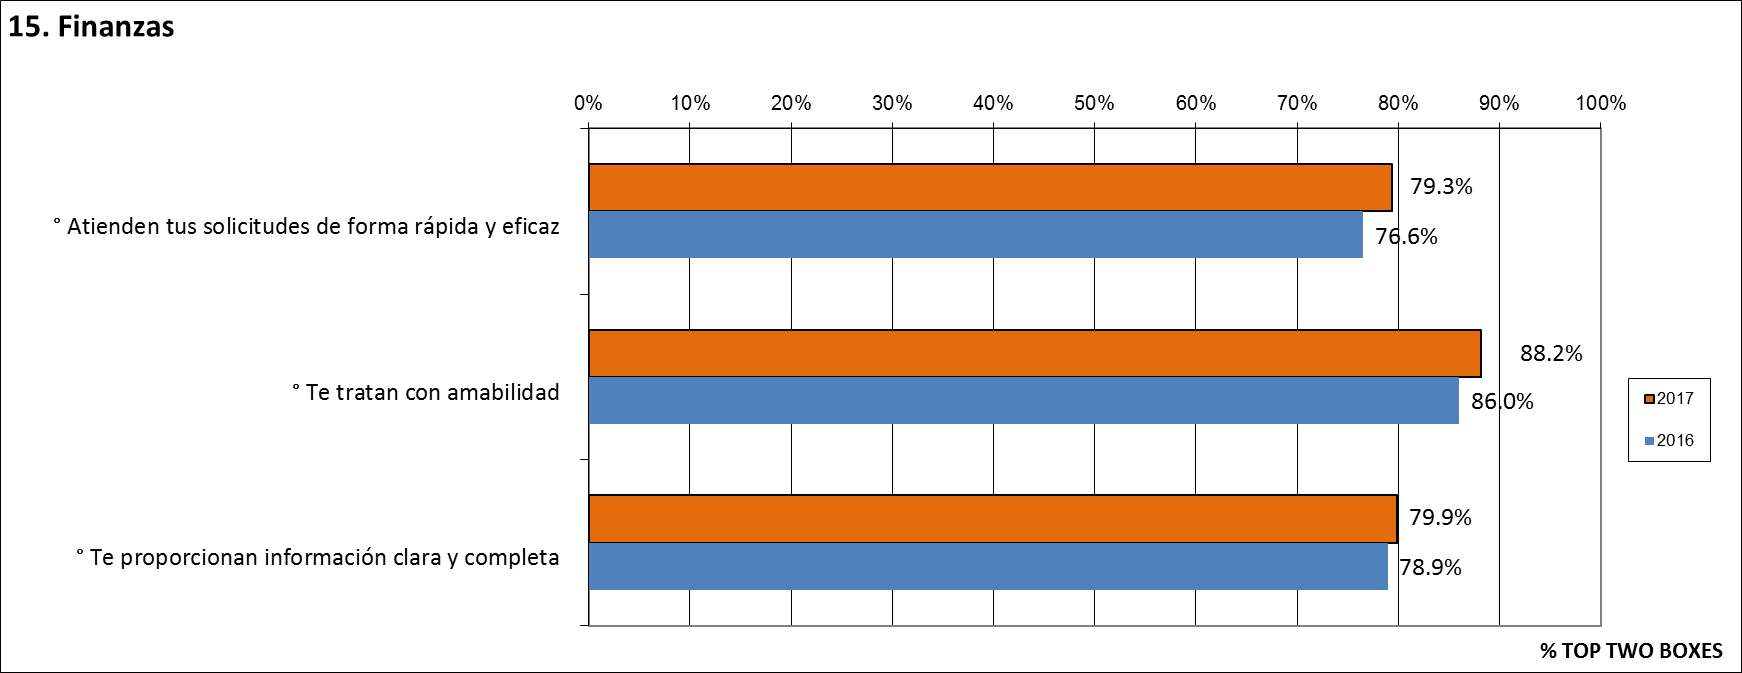 15. Finanzas
0% 10% 20% 30% 40% 50% 60% 70% 80% 90% 100%
79.3%
° Atienden tus solicitudes de forma rápida y eficaz
76.6%
88.2%
° Te tratan con amabilidad
86.0%
2017
2016
79.9%
° Te proporcionan información clara y completa
78.9%
% TOP TWO BOXES